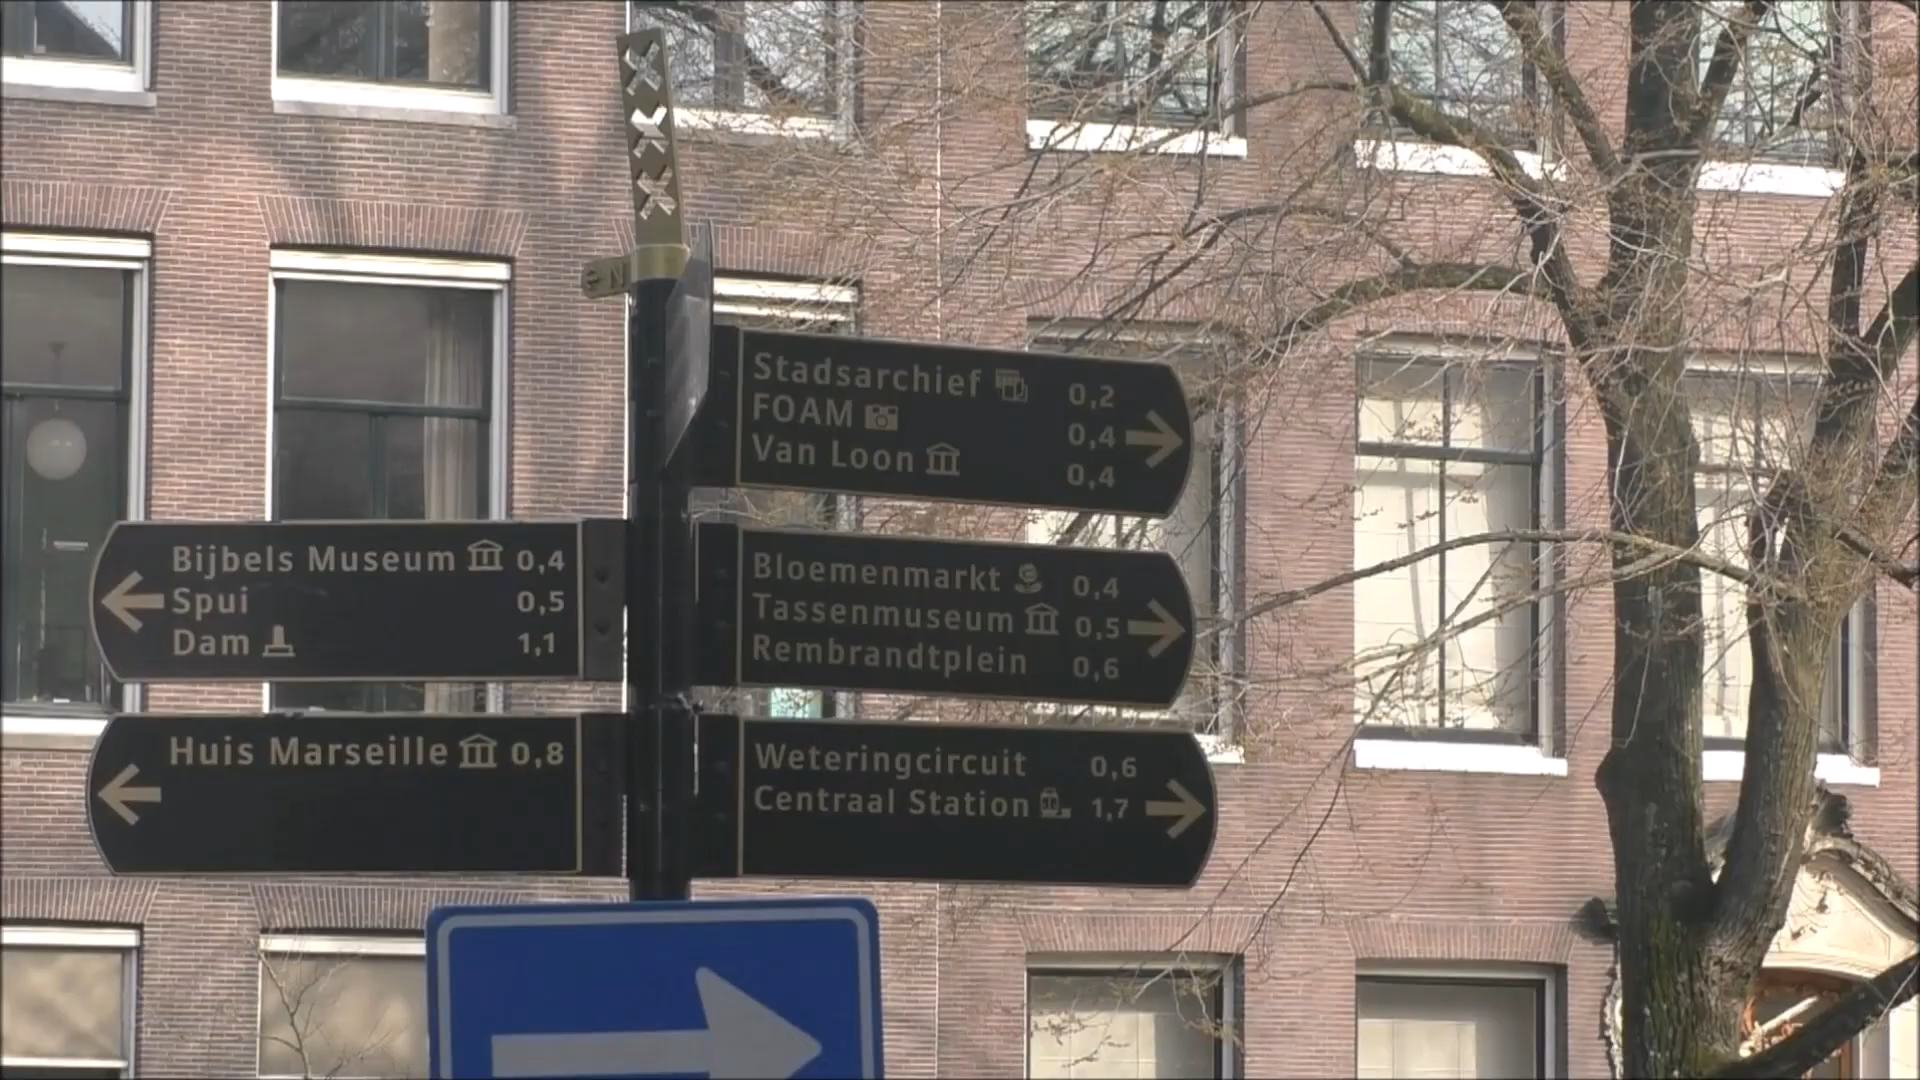 XXX
N
Stadsarchief 0,2
FOAM 0,4
Van Loon 0,4
Bijbels Museum 0,4
Spui 0,5
Dam 1,1
Bloemenmarkt 0,4
Tassenmuseum 0,5
Rembrandtplein 0,6
Huis Marseille 0,8
Weteringcircuit 0,6
Centraal Station 1,7